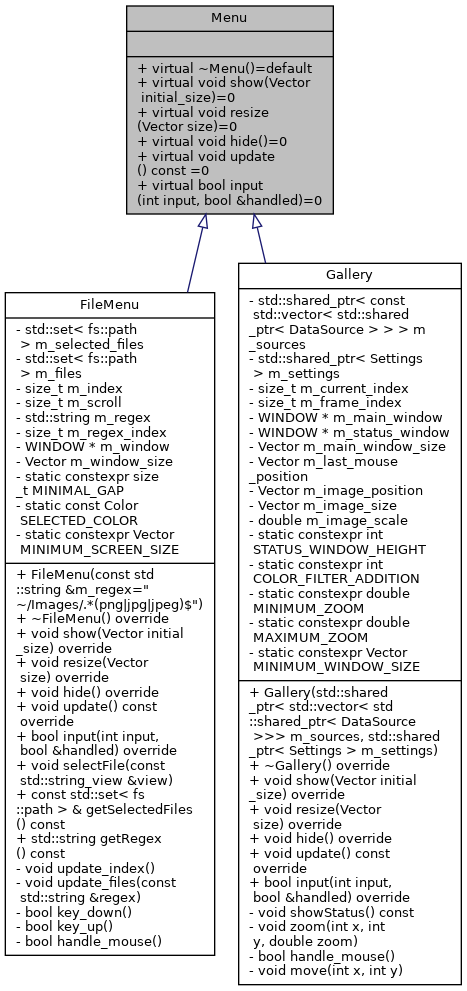 Menu
+ virtual ~Menu()=default
+ virtual void show(Vector
initial_size)=0
+ virtual void resize
(Vector size)=0
+ virtual void hide()=0
+ virtual void update
() const =0
+ virtual bool input
(int input, bool &handled)=0
FileMenu
- std::set< fs::path
> m_selected_files
- std::set< fs::path
> m_files
- size_t m_index
- size_t m_scroll
- std::string m_regex
- size_t m_regex_index
- WINDOW * m_window
- Vector m_window_size
- static constexpr size
_t MINIMAL_GAP
- static const Color
SELECTED_COLOR
- static constexpr Vector
MINIMUM_SCREEN_SIZE
+ FileMenu(const std
::string &m_regex="
~/Images/.*(png|jpg|jpeg)$")
+ ~FileMenu() override
+ void show(Vector initial
_size) override
+ void resize(Vector
size) override
+ void hide() override
+ void update() const
override
+ bool input(int input,
bool &handled) override
+ void selectFile(const
std::string_view &view)
+ const std::set< fs
::path > & getSelectedFiles
() const
+ std::string getRegex
() const
- void update_index()
- void update_files(const
std::string &regex)
- bool key_down()
- bool key_up()
- bool handle_mouse()
Gallery
- std::shared_ptr< const
std::vector< std::shared
_ptr< DataSource > > > m
_sources
- std::shared_ptr< Settings
> m_settings
- size_t m_current_index
- size_t m_frame_index
- WINDOW * m_main_window
- WINDOW * m_status_window
- Vector m_main_window_size
- Vector m_last_mouse
_position
- Vector m_image_position
- Vector m_image_size
- double m_image_scale
- static constexpr int
STATUS_WINDOW_HEIGHT
- static constexpr int
COLOR_FILTER_ADDITION
- static constexpr double
MINIMUM_ZOOM
- static constexpr double
MAXIMUM_ZOOM
- static constexpr Vector
MINIMUM_WINDOW_SIZE
+ Gallery(std::shared
_ptr< std::vector< std
::shared_ptr< DataSource
>>> m_sources, std::shared
_ptr< Settings > m_settings)
+ ~Gallery() override
+ void show(Vector initial
_size) override
+ void resize(Vector
size) override
+ void hide() override
+ void update() const
override
+ bool input(int input,
bool &handled) override
- void showStatus() const
- void zoom(int x, int
y, double zoom)
- bool handle_mouse()
- void move(int x, int y)